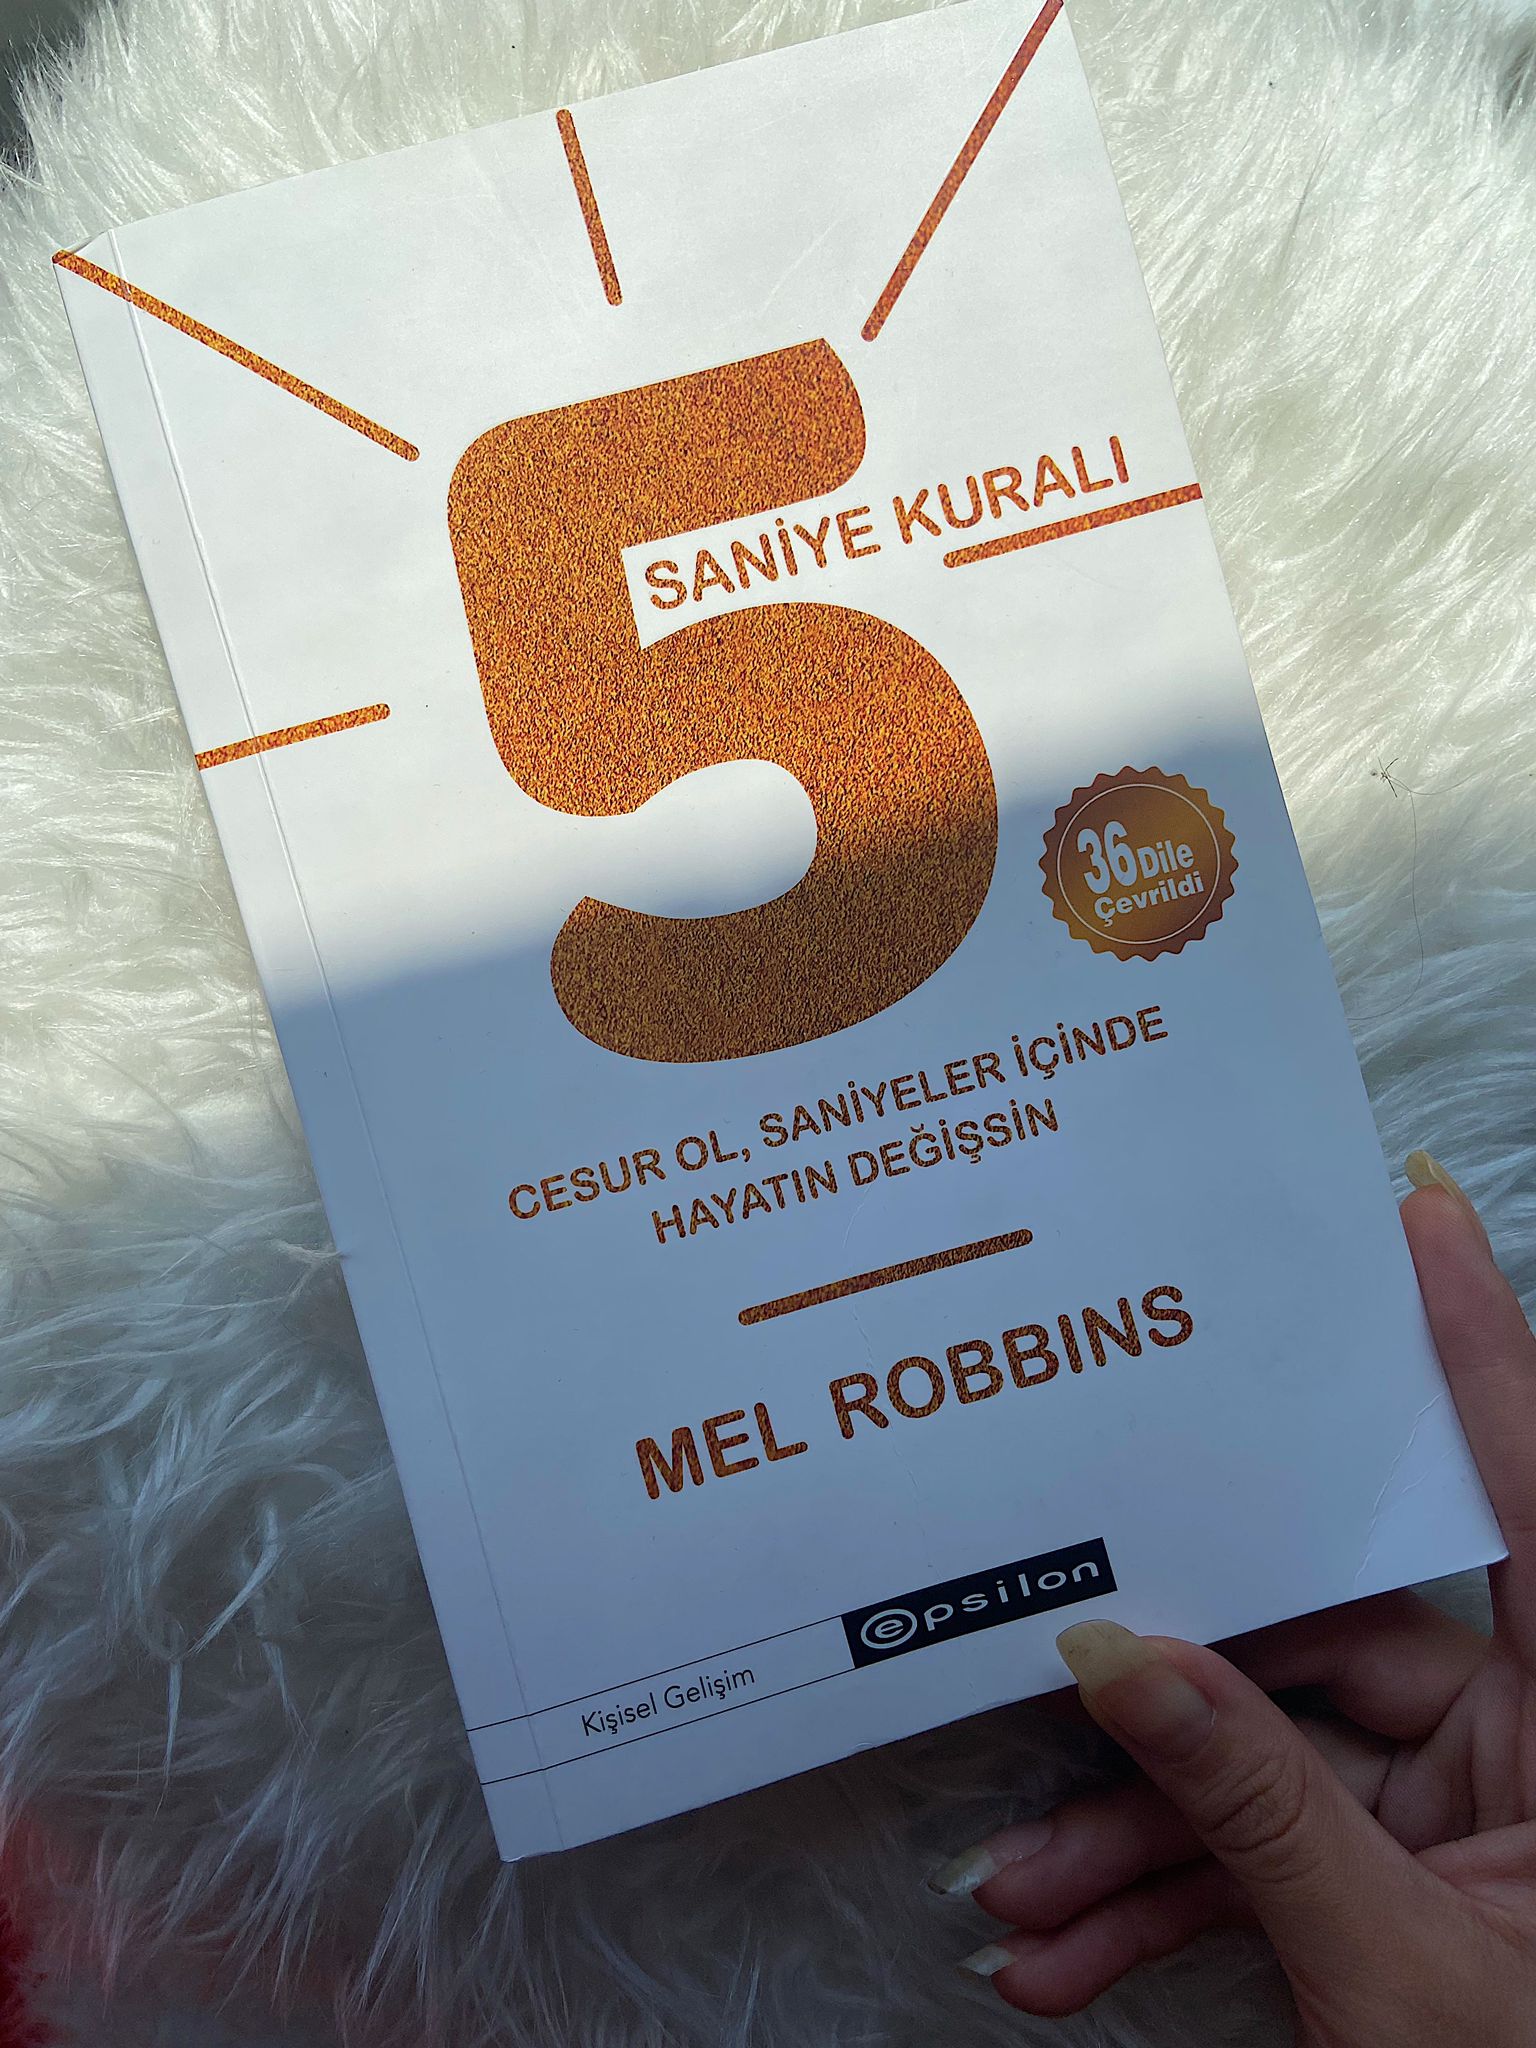 5
SANİYE KURALI
36 Dile
Çevrildi
CESUR OL, SANİYELER İÇİNDE
HAYATIN DEĞİŞSİN
MEL ROBBINS
epsilon
Kişisel Gelişim